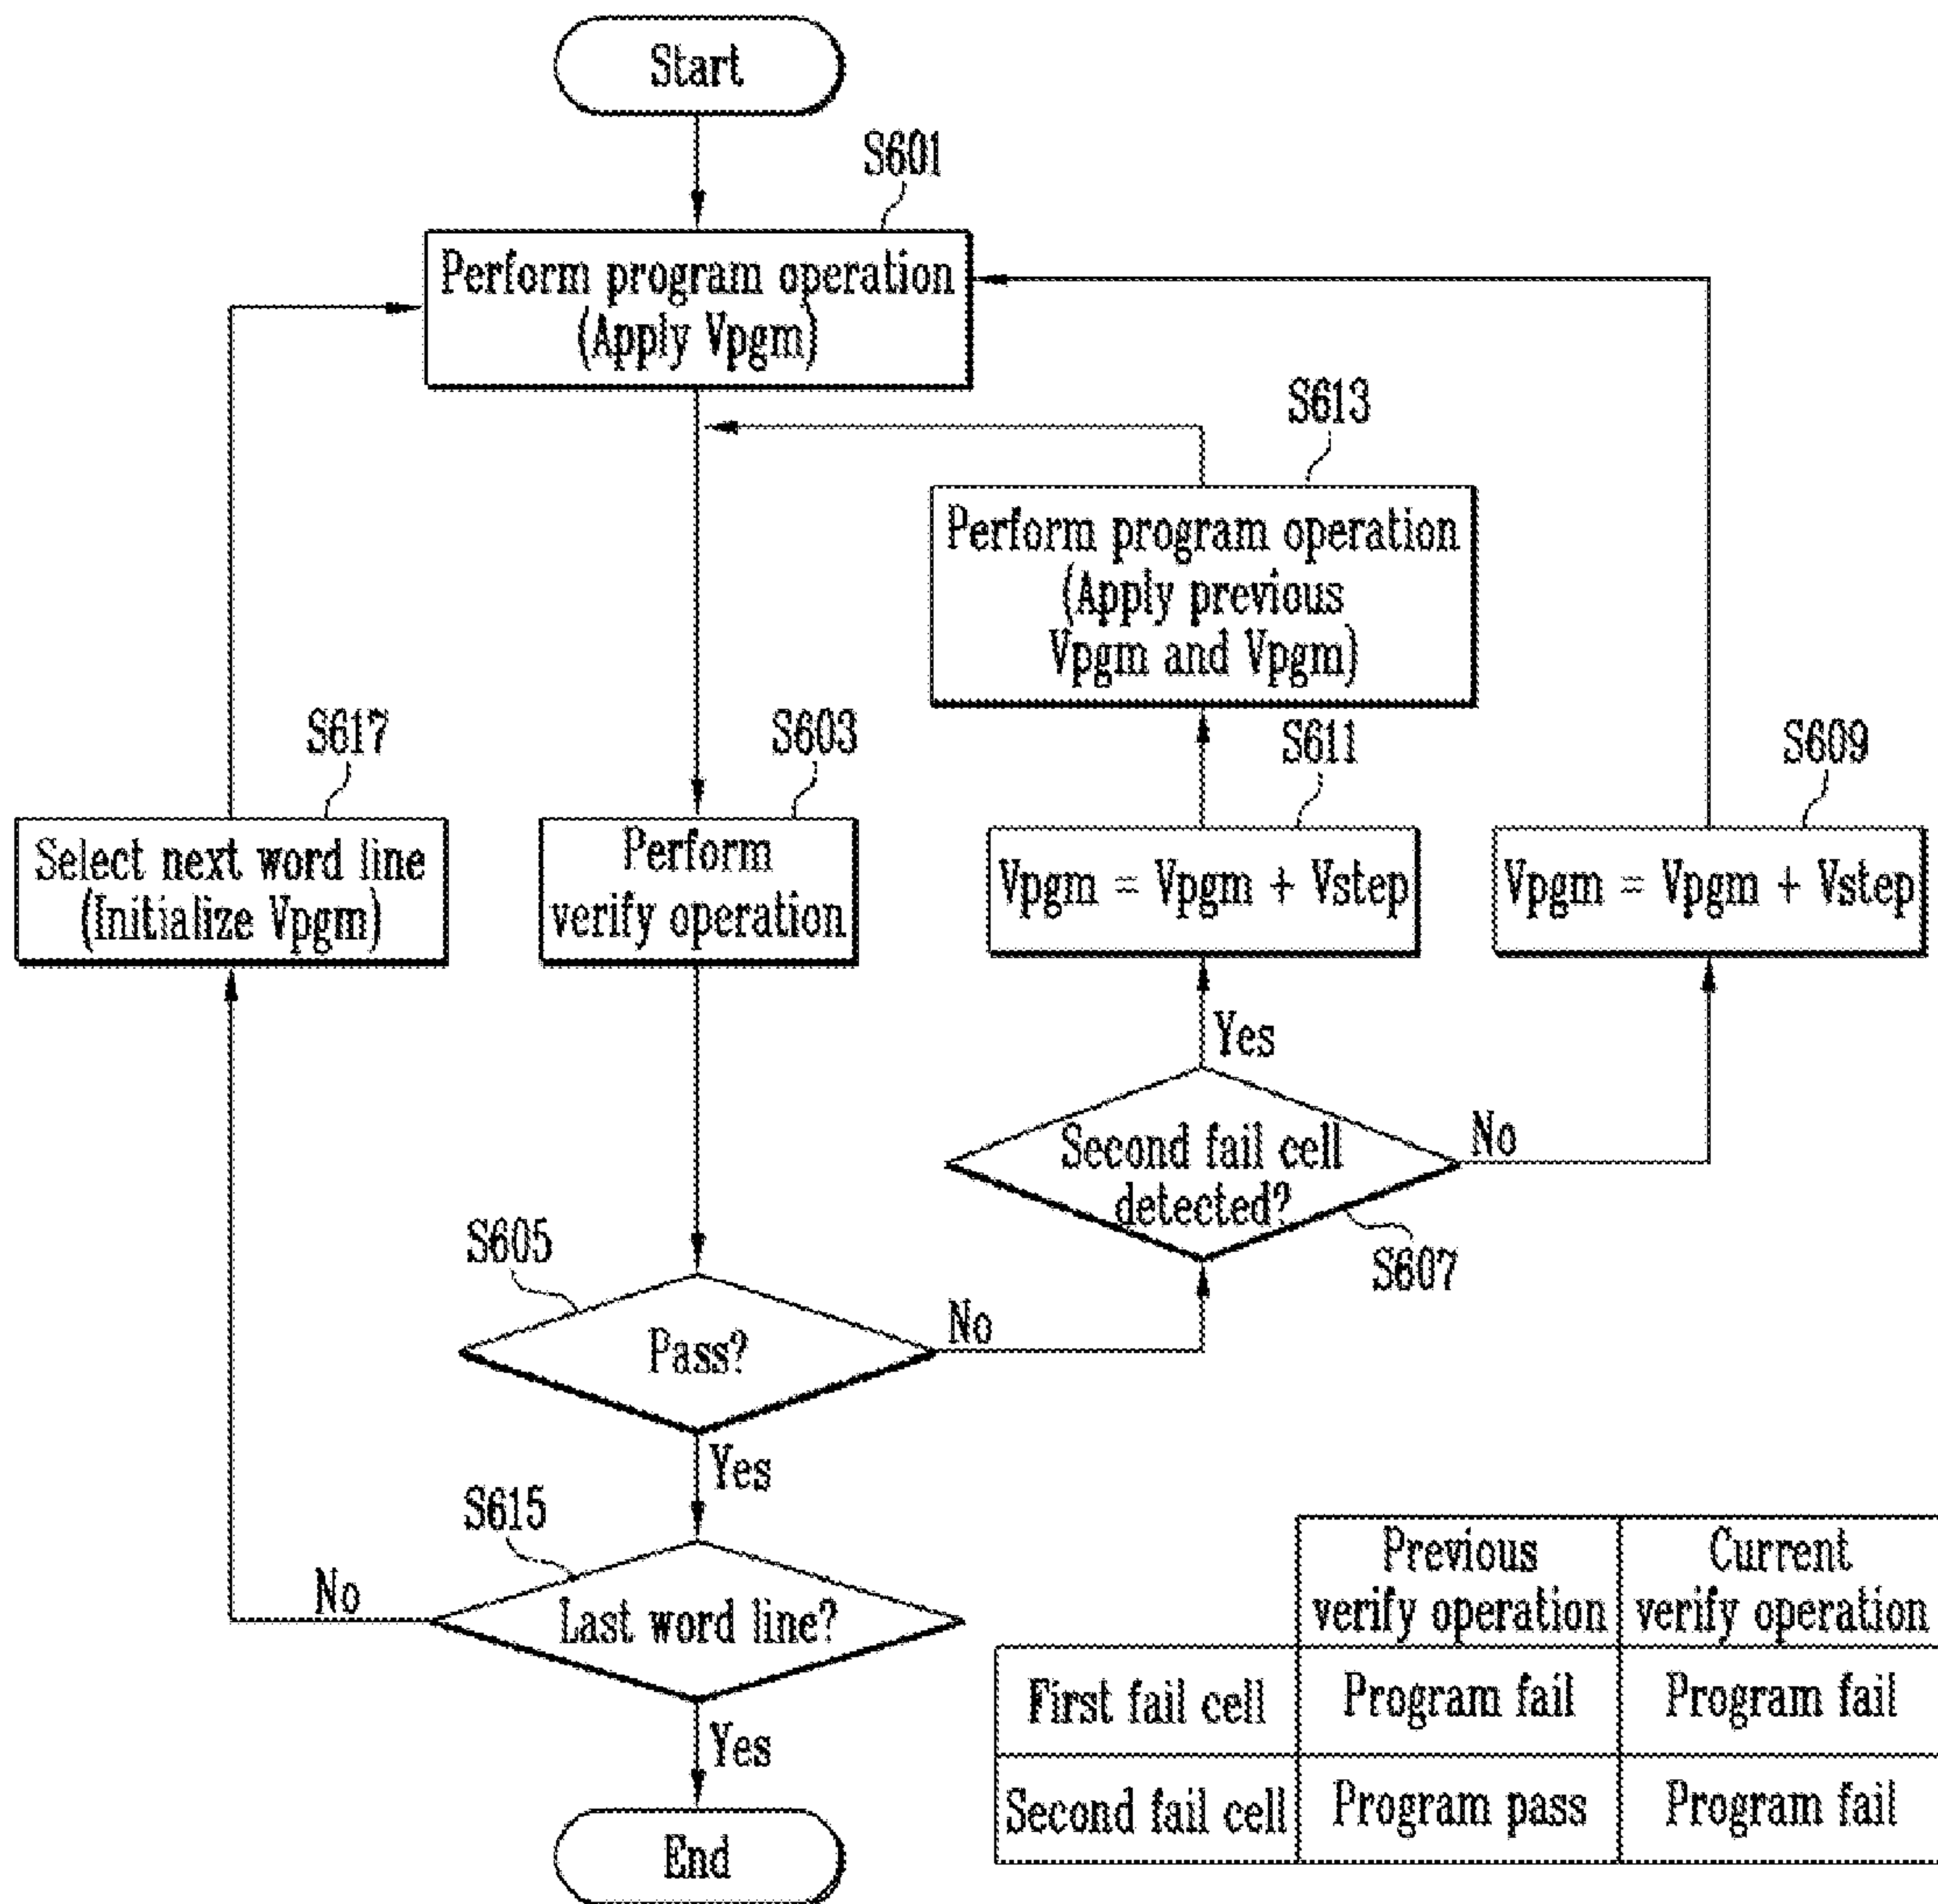 Start
S601
Perform program operation
(Apply Vpgm)
S613
Perform program operation
(Apply previous
Vpgm and Vpgm)
S617
S603
S611
S609
Select next word line
(Initialize Vpgm)
Perform
verify operation
Vpgm = Vpgm + Vstep
Vpgm = Vpgm + Vstep
Yes
No
Second fail cell
detected?
S607
S605
Pass?
No
Yes
S615
No
Last word line?
Yes
End
Previous
verify operation
Current
verify operation
First fail cell
Program fail
Program fail
Second fail cell
Program pass
Program fail